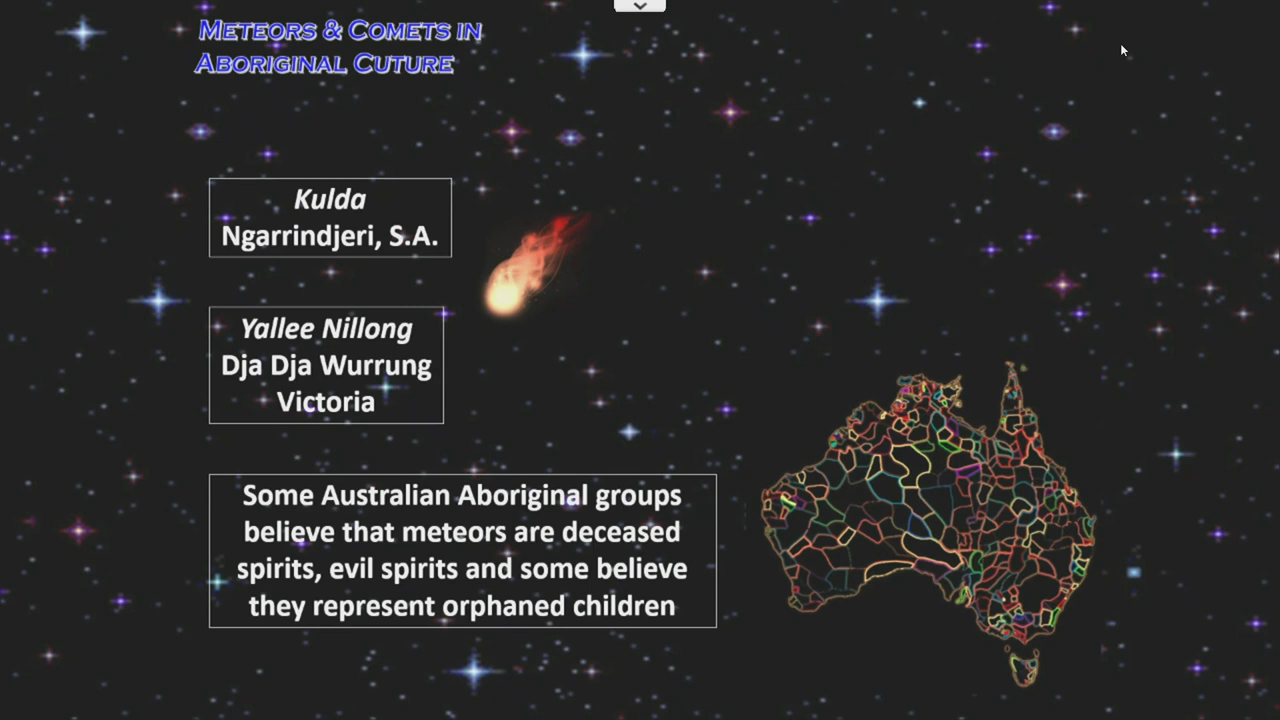 METEORS & COMETS IN
ABORIGINAL CUTURE
Kulda
Ngarrindjeri, S.A.
Yallee Nillong
Dja Dja Wurrung
Victoria
Some Australian Aboriginal groups
believe that meteors are deceased
spirits, evil spirits and some believe
they represent orphaned children